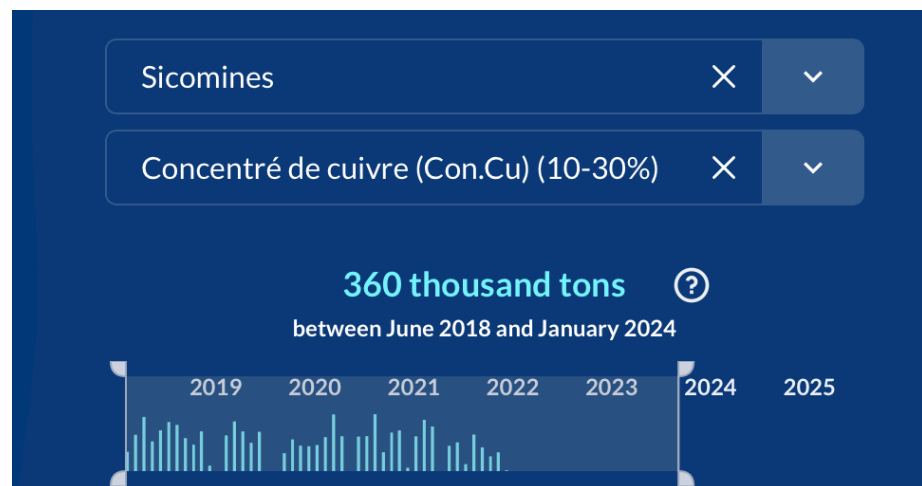 Sicomines
Concentré de cuivre (Con.Cu) (10-30%)
360 thousand tons ?
between June 2018 and January 2024
2019 2020 2021 2022 2023 2024 2025